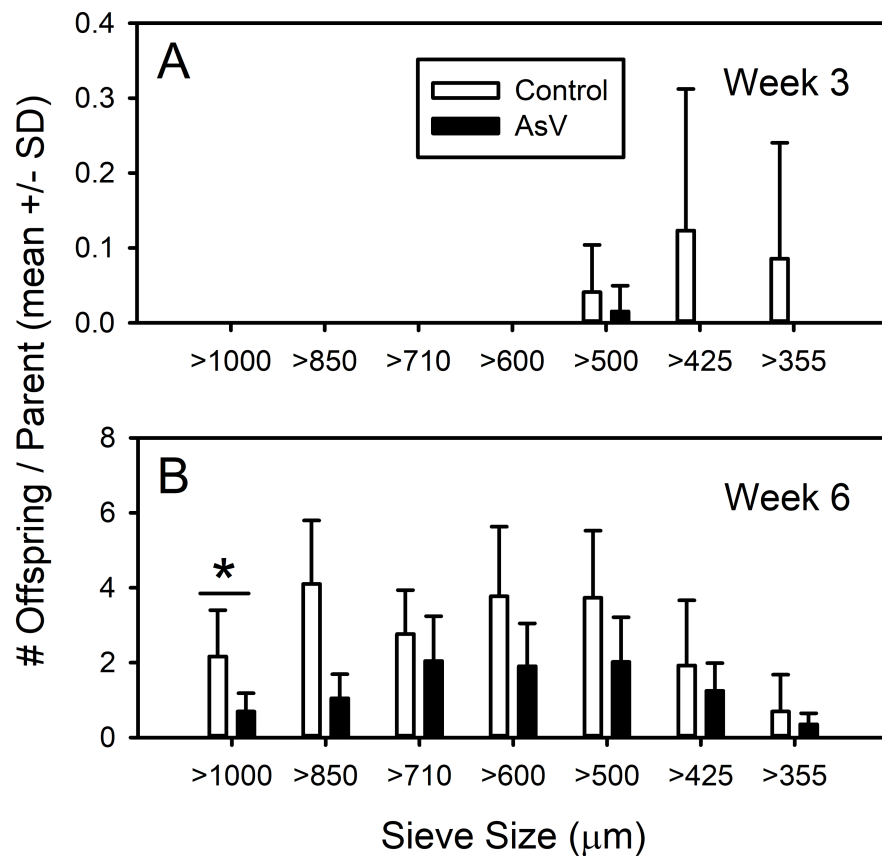 # Offspring / Parent (mean +/- SD)
A
Week 3
Control
AsV
0.4
0.3
0.2
0.1
0.0
>1000 >850 >710 >600 >500 >425 >355
B
Week 6
*
8
6
4
2
0
>1000 >850 >710 >600 >500 >425 >355
Sieve Size (μm)